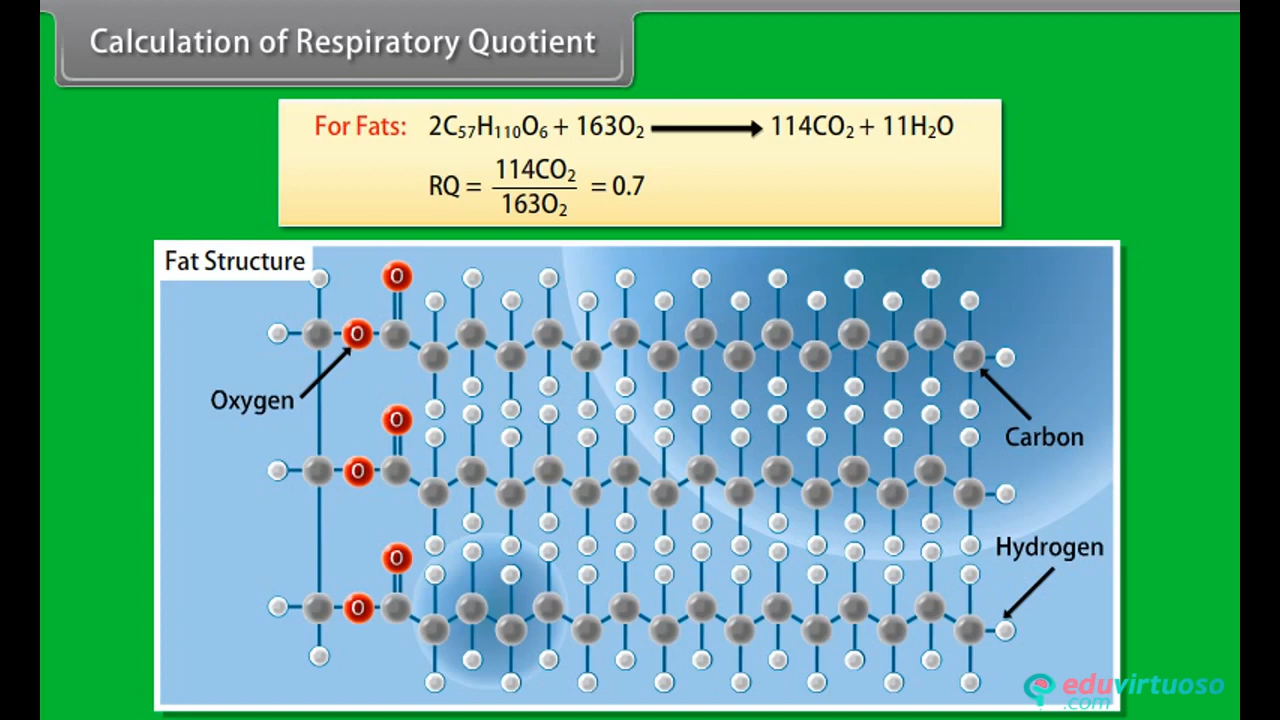 Calculation of Respiratory Quotient
For Fats: 2C₅₇H₁₁₀O₆ + 163O₂ ⟶ 114CO₂ + 11H₂O
RQ = 114CO₂ / 163O₂ = 0.7
Fat Structure
O
O
Oxygen
O
Carbon
O
O
Hydrogen
O
eduvirtuoso
.com